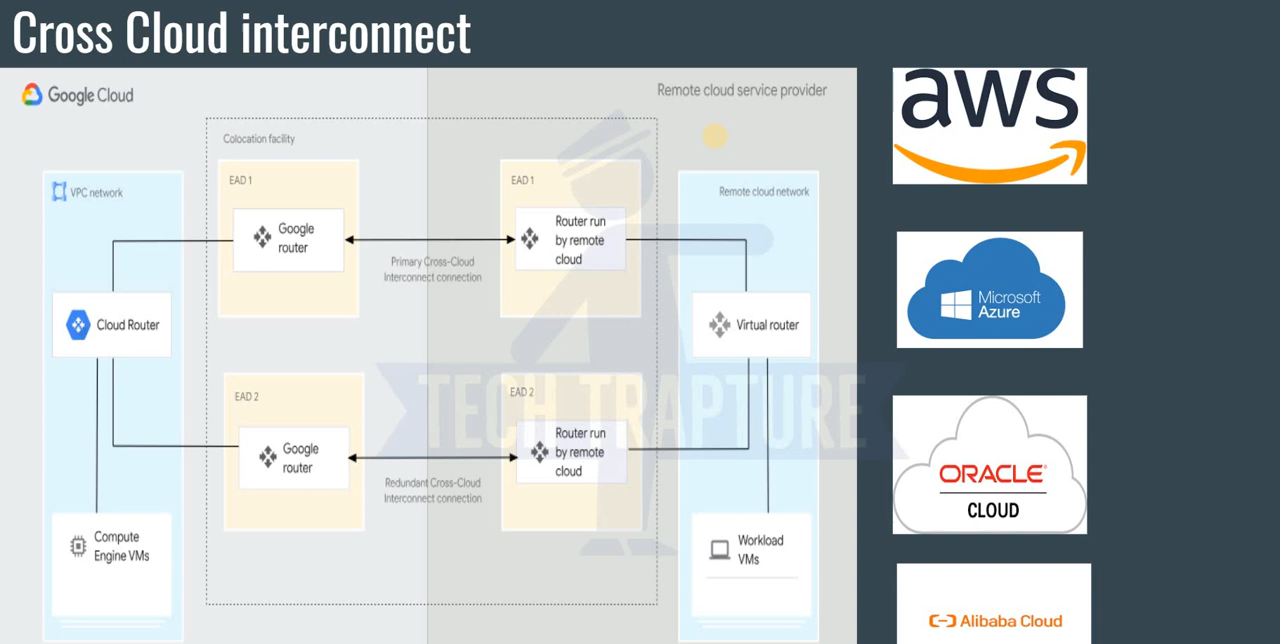 Cross Cloud interconnect
Google Cloud
Remote cloud service provider
Colocation facility
VPC network
EAD 1
Google
router
EAD 1
Router run
by remote
cloud
Remote cloud network
Primary Cross-Cloud
Interconnect connection
Cloud Router
Virtual router
EAD 2
Google
router
EAD 2
Router run
by remote
cloud
Redundant Cross-Cloud
Interconnect connection
Compute
Engine VMs
Workload
VMs
TECH TRAPTURE
aws
Microsoft
Azure
ORACLE
CLOUD
Alibaba Cloud